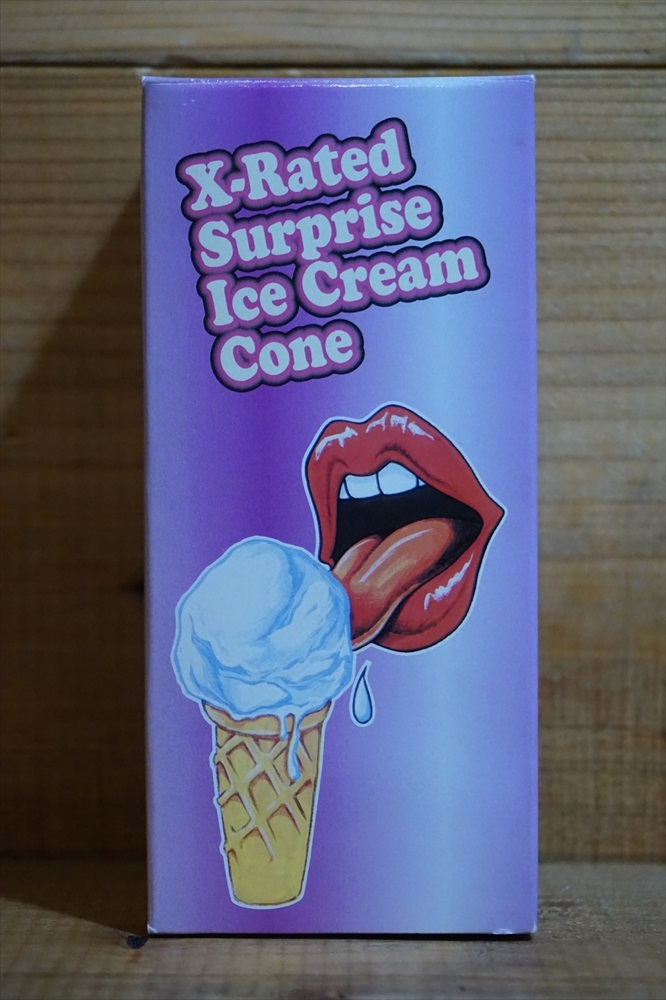 X-Rated
Surprise
Ice Cream
Cone